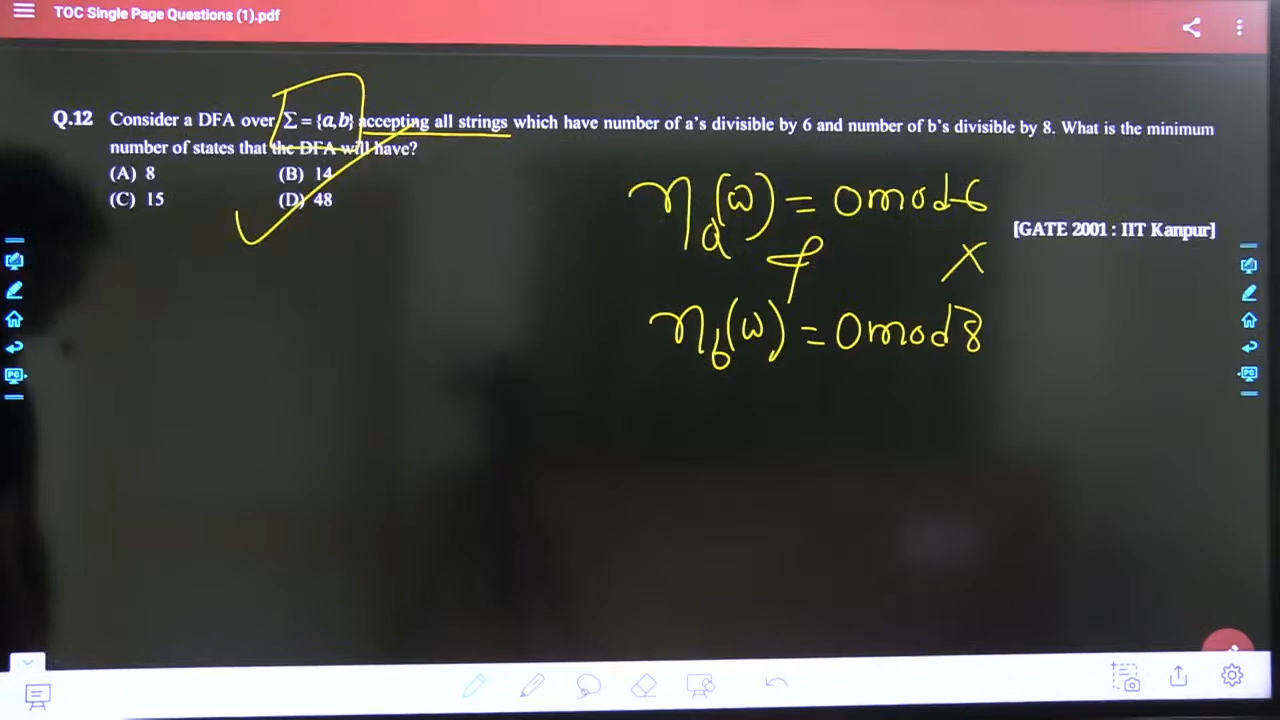 TOC Single Page Questions (1).pdf
Q.12 Consider a DFA over Σ = {a, b} accepting all strings which have number of a's divisible by 6 and number of b's divisible by 8. What is the minimum
number of states that the DFA will have?
(A) 8 (B) 14
(C) 15 (D) 48
[GATE 2001 : IIT Kanpur]
n_a(ω) = 0 mod 6
& ×
n_b(ω) = 0 mod 8